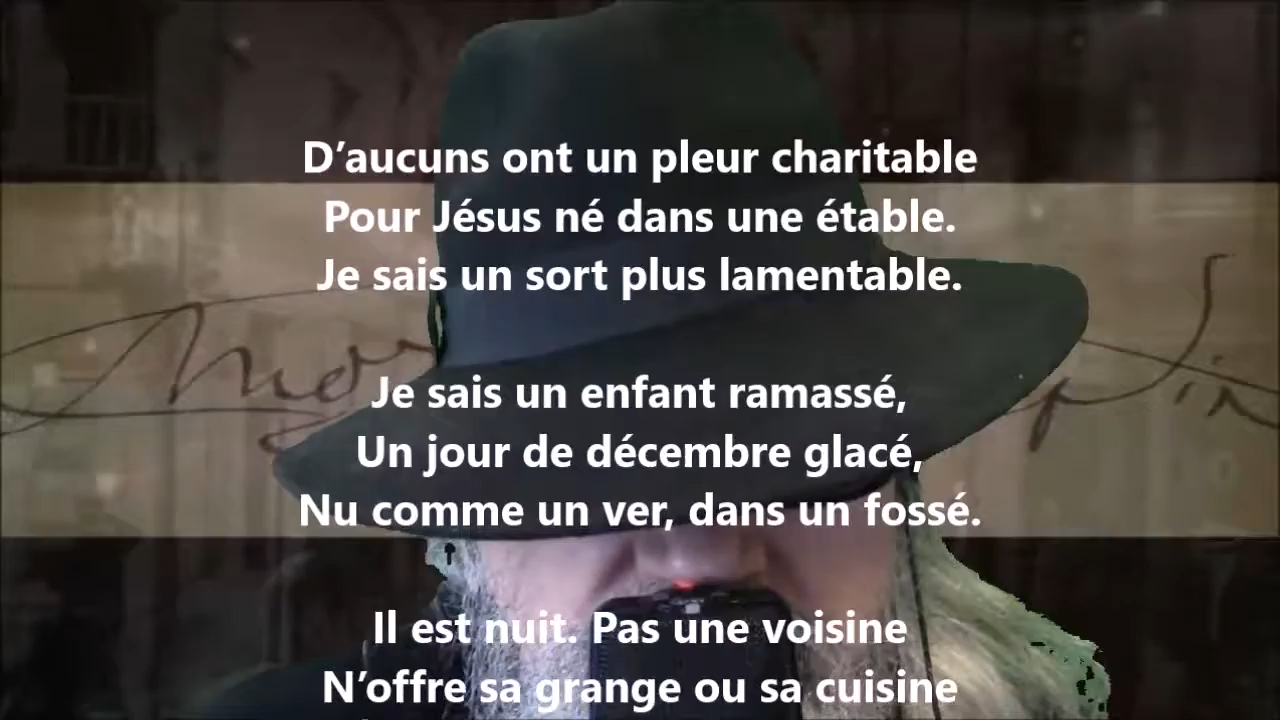 D’aucuns ont un pleur charitable
Pour Jésus né dans une étable.
Je sais un sort plus lamentable.
Je sais un enfant ramassé,
Un jour de décembre glacé,
Nu comme un ver, dans un fossé.
Il est nuit. Pas une voisine
N’offre sa grange ou sa cuisine